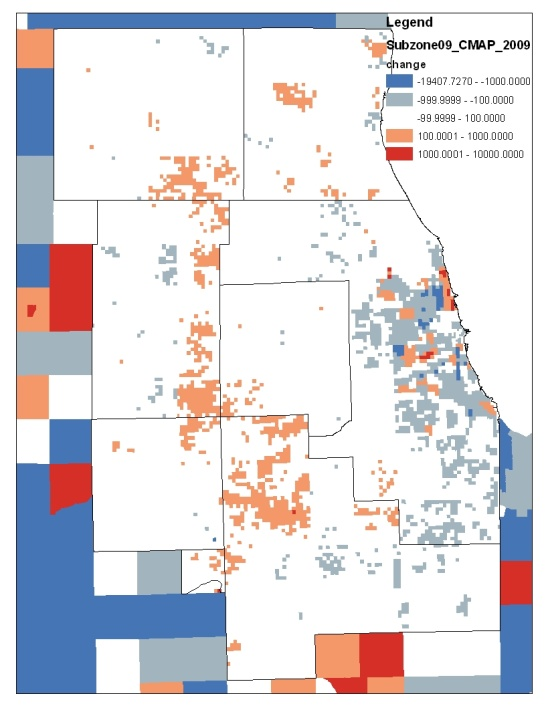 Legend
Subzone09_CMAP_2009
change
-19407.7270 - -1000.0000
-999.9999 - -100.0000
-99.9999 - 100.0000
100.0001 - 1000.0000
1000.0001 - 10000.0000